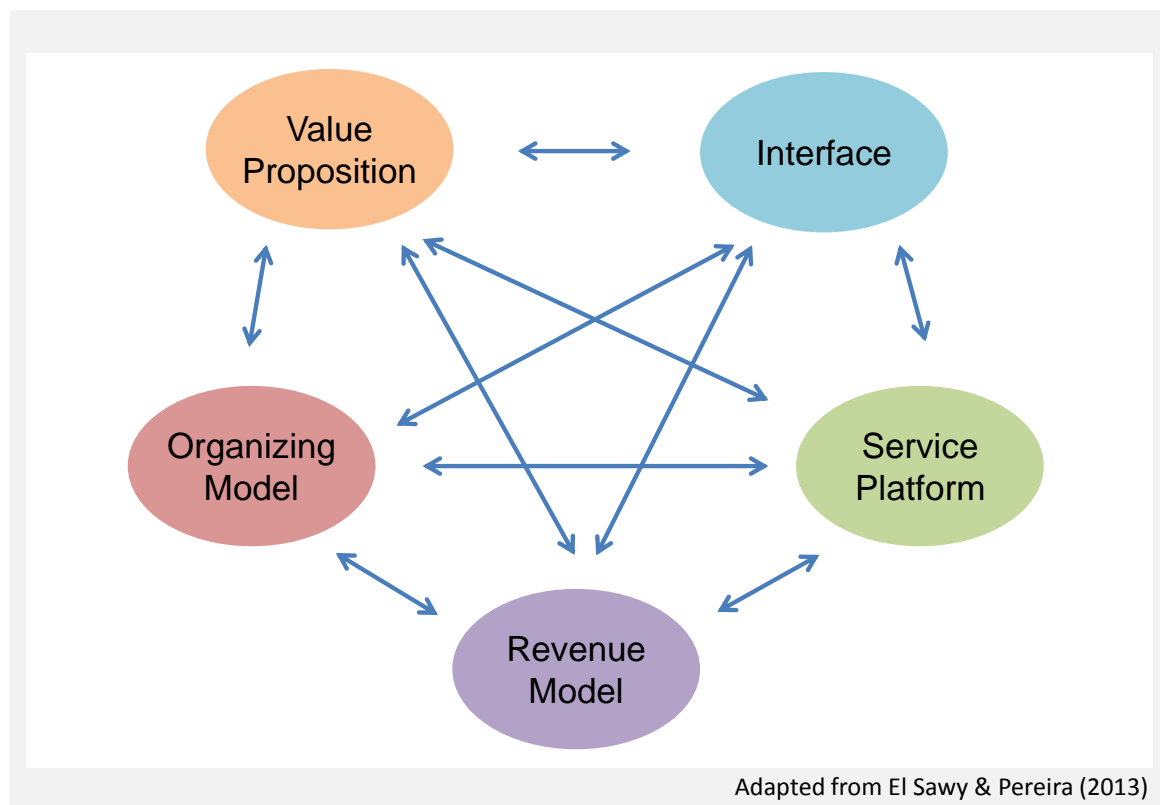 Value
Proposition
Interface
Organizing
Model
Service
Platform
Revenue
Model
Adapted from El Sawy & Pereira (2013)